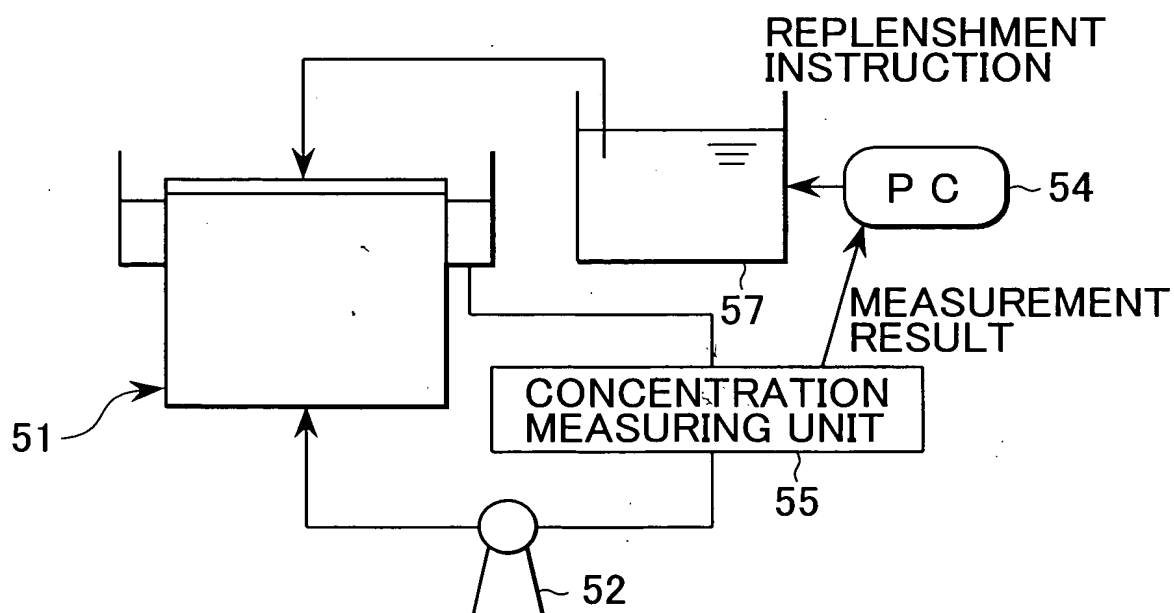 REPLENSHMENT
INSTRUCTION
P C
54
57
MEASUREMENT
RESULT
CONCENTRATION
MEASURING UNIT
51
55
52